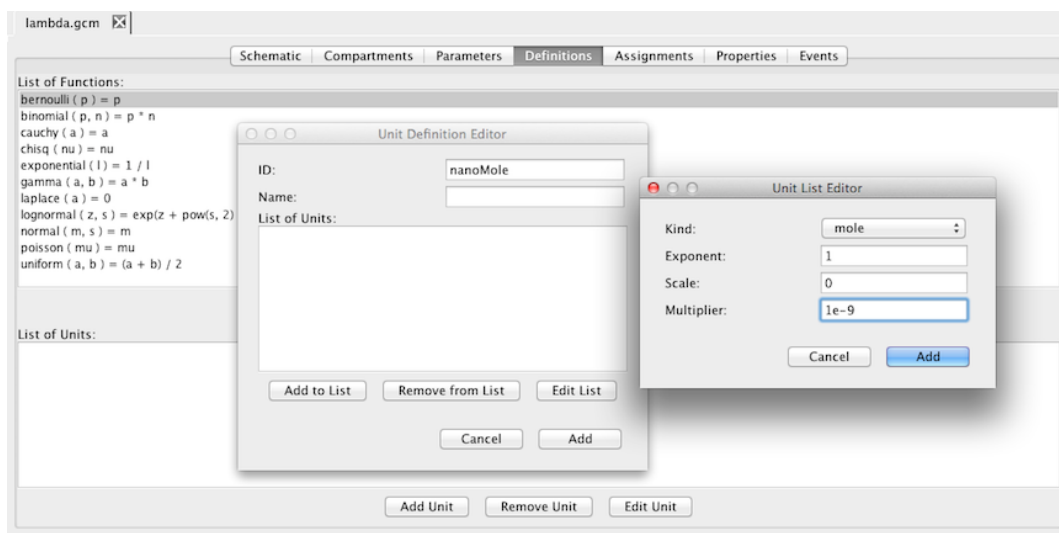 lambda.gcm
Schematic Compartments Parameters Definitions Assignments Properties Events
List of Functions:
bernoulli ( p ) = p
binomial ( p, n ) = p * n
cauchy ( a ) = a
chisq ( nu ) = nu
exponential ( l ) = 1 / l
gamma ( a, b ) = a * b
laplace ( a ) = 0
lognormal ( z, s ) = exp(z + pow(s, 2)
normal ( m, s ) = m
poisson ( mu ) = mu
uniform ( a, b ) = (a + b) / 2
List of Units:
Add Unit Remove Unit Edit Unit
Unit Definition Editor
ID: nanoMole
Name:
List of Units:
Add to List Remove from List Edit List
Cancel Add
Unit List Editor
Kind: mole
Exponent: 1
Scale: 0
Multiplier: 1e-9
Cancel Add